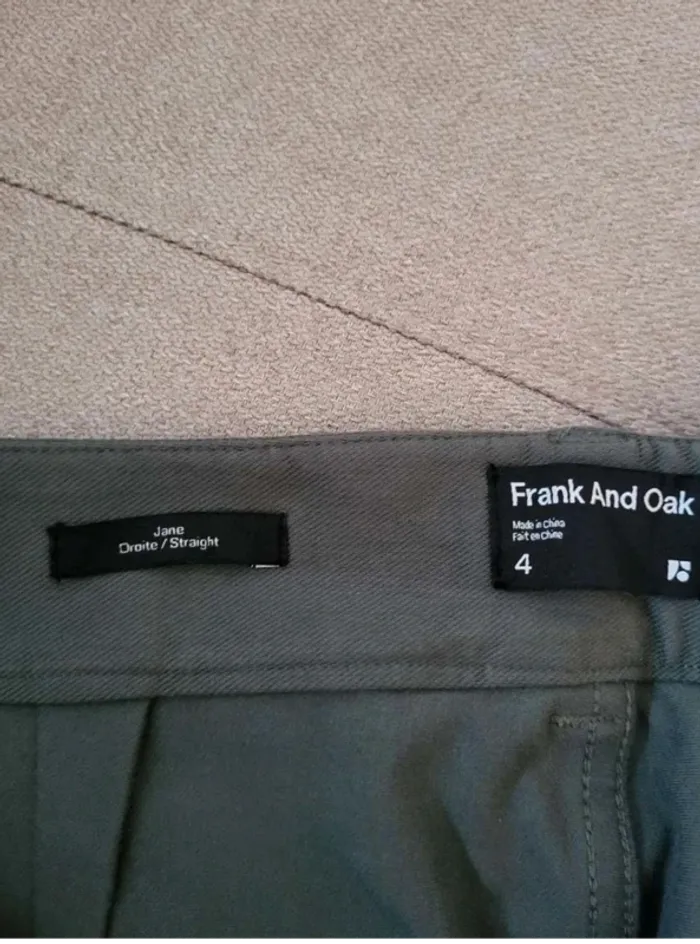 Jane
Droite / Straight
Frank And Oak
Made in China
Fait en Chine
4